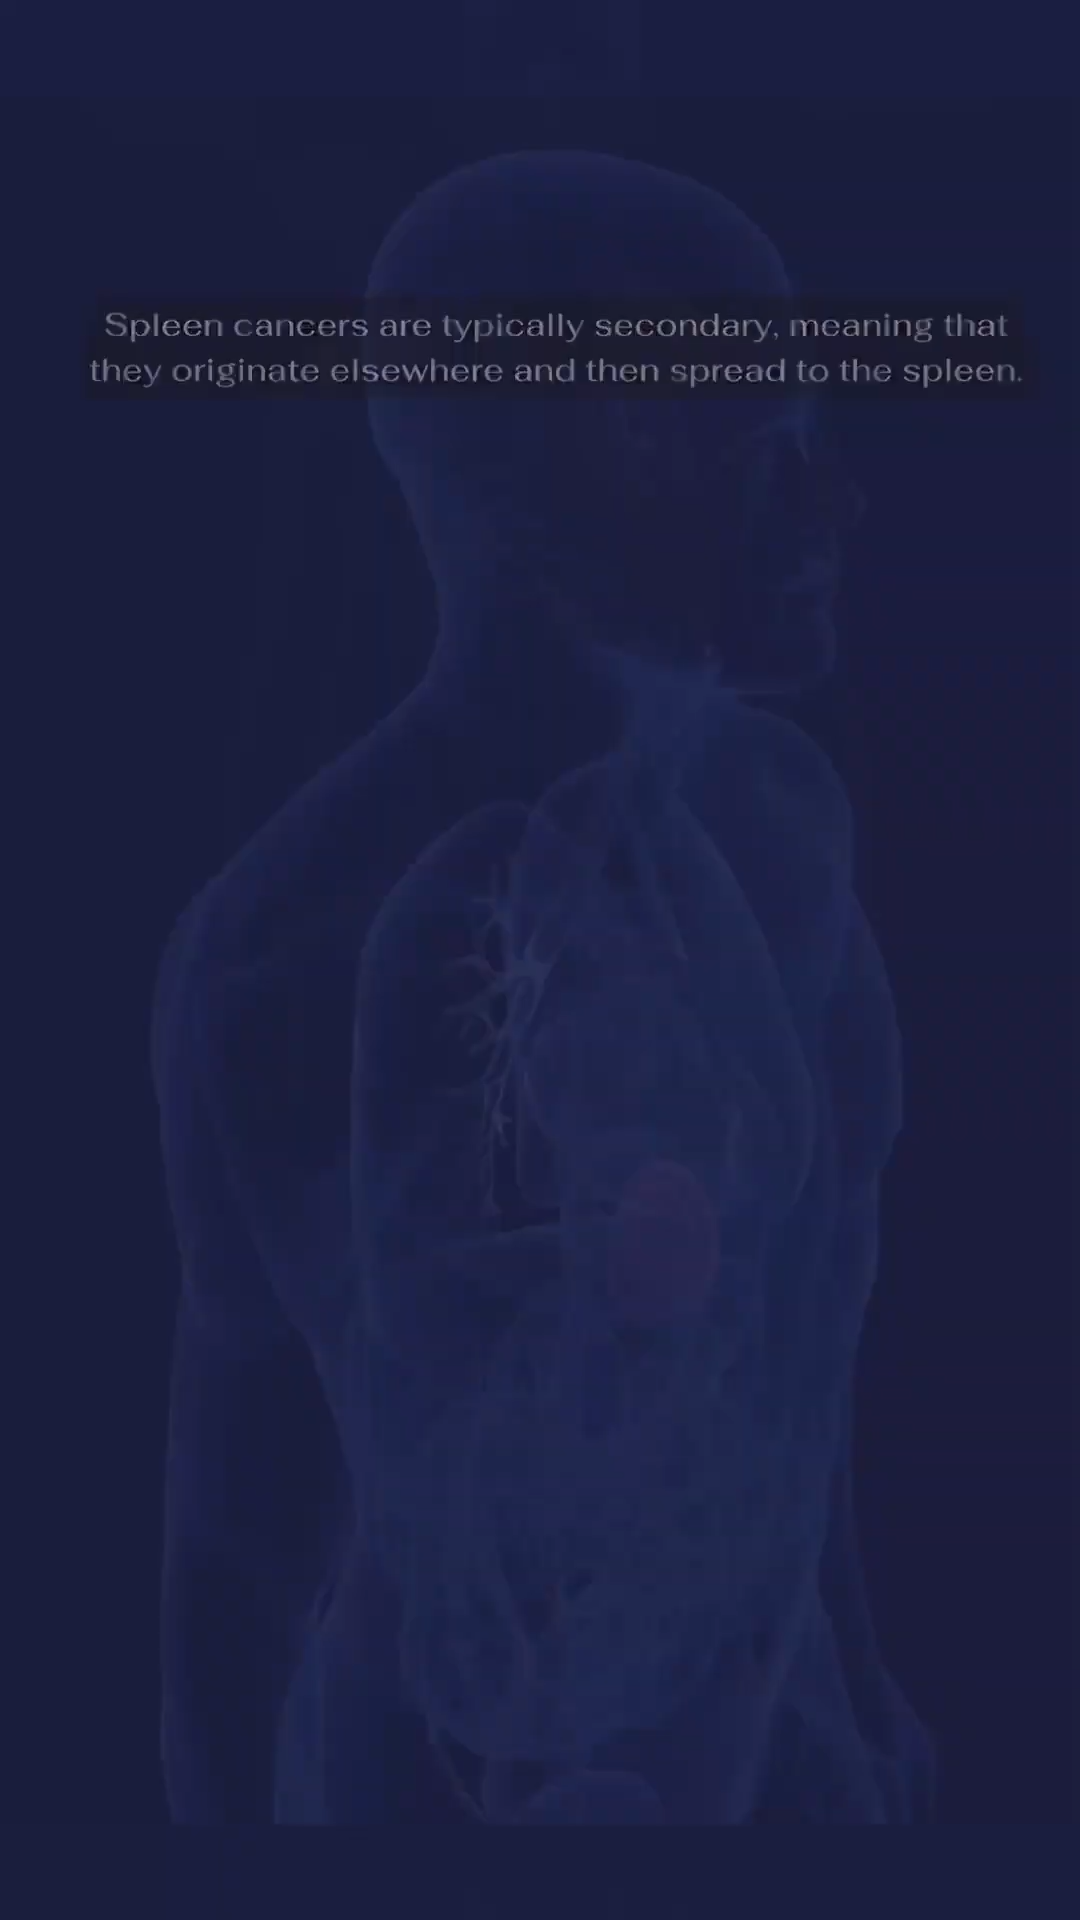 Spleen cancers are typically secondary, meaning that
they originate elsewhere and then spread to the spleen.